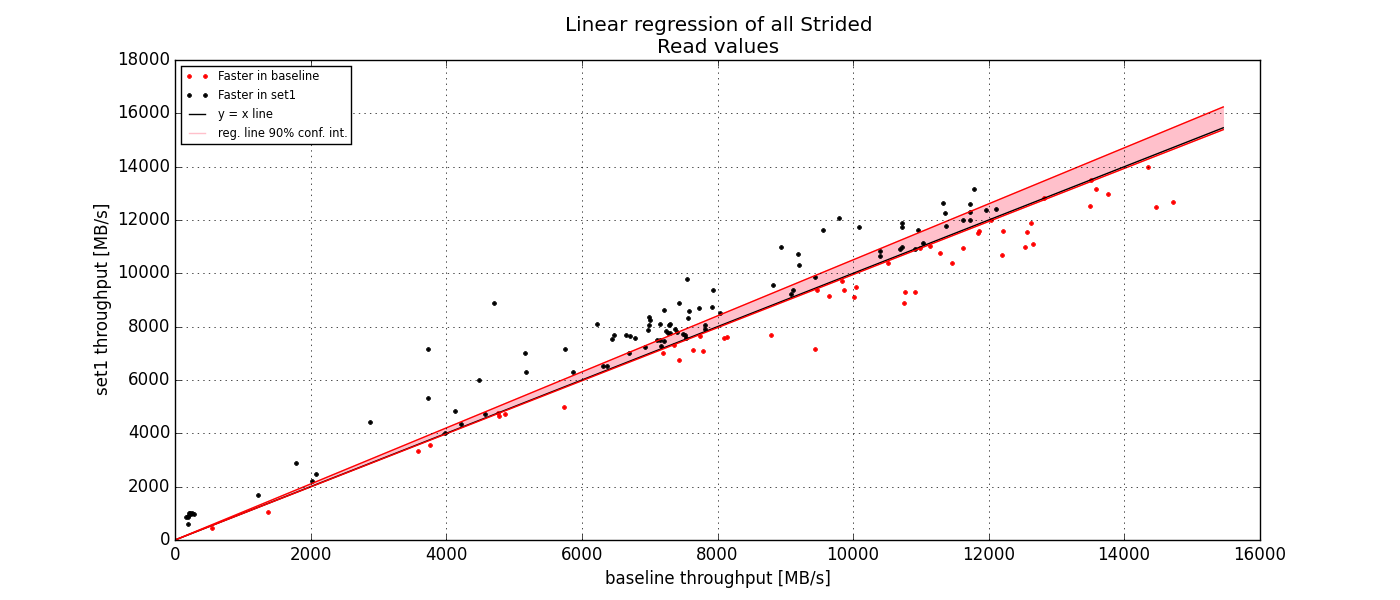 Linear regression of all Strided
Read values
Faster in baseline
Faster in set1
y = x line
reg. line 90% conf. int.
set1 throughput [MB/s]
18000
16000
14000
12000
10000
8000
6000
4000
2000
0
0 2000 4000 6000 8000 10000 12000 14000 16000
baseline throughput [MB/s]